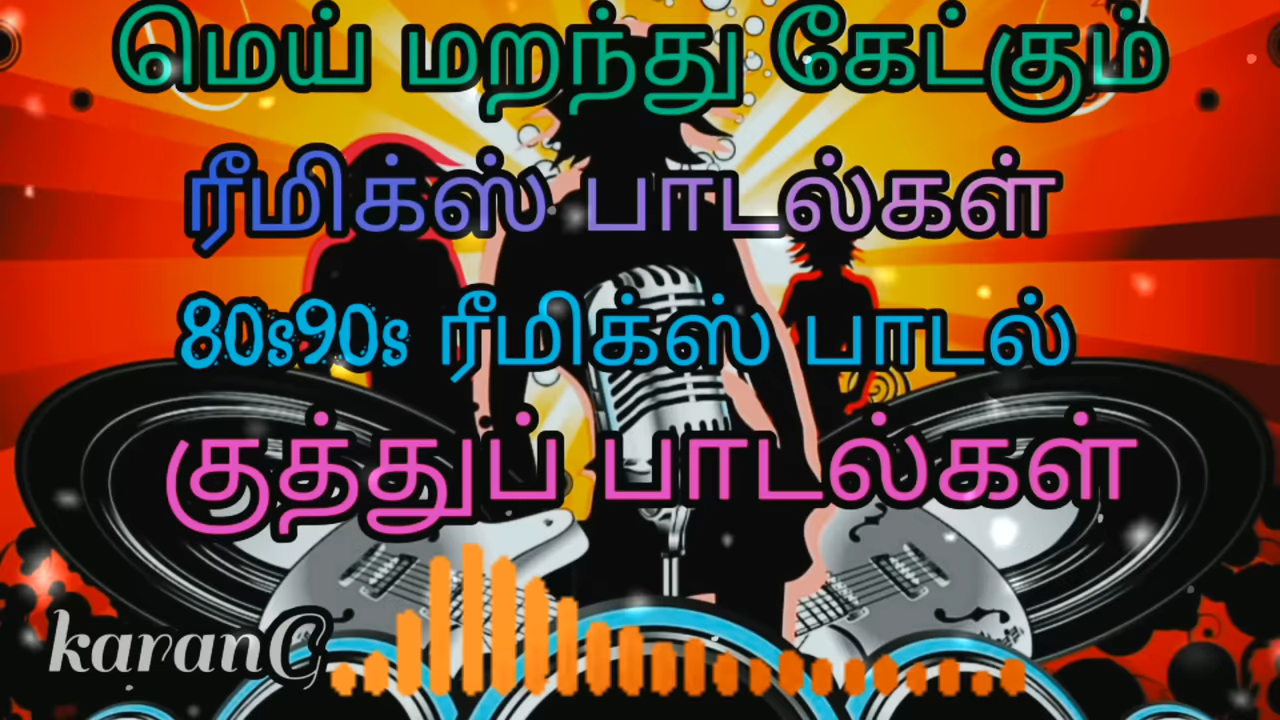 மெய் மறந்து கேட்கும்
ரீமிக்ஸ் பாடல்கள்
80s90s ரீமிக்ஸ் பாடல்
குத்துப் பாடல்கள்
karanG